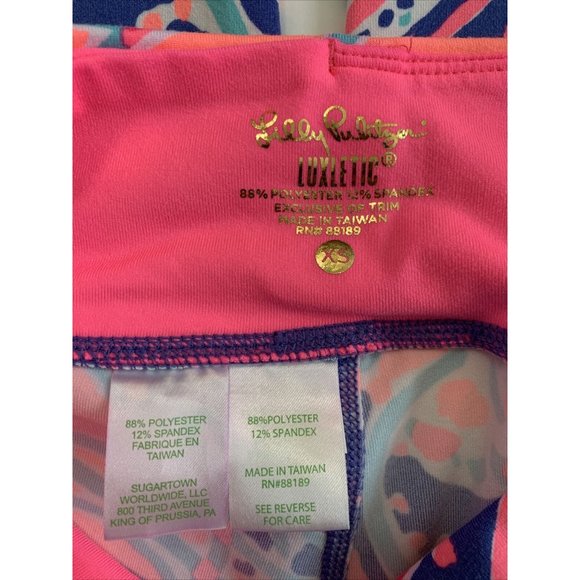 Lilly Pulitzer
LUXLETIC®
88% POLYESTER 12% SPANDEX
EXCLUSIVE OF TRIM
MADE IN TAIWAN
RN# 88189
XS
88% POLYESTER
12% SPANDEX
FABRIQUE EN
TAIWAN
SUGARTOWN
WORLDWIDE, LLC
800 THIRD AVENUE
KING OF PRUSSIA, PA
88%POLYESTER
12% SPANDEX
MADE IN TAIWAN
RN#88189
SEE REVERSE
FOR CARE